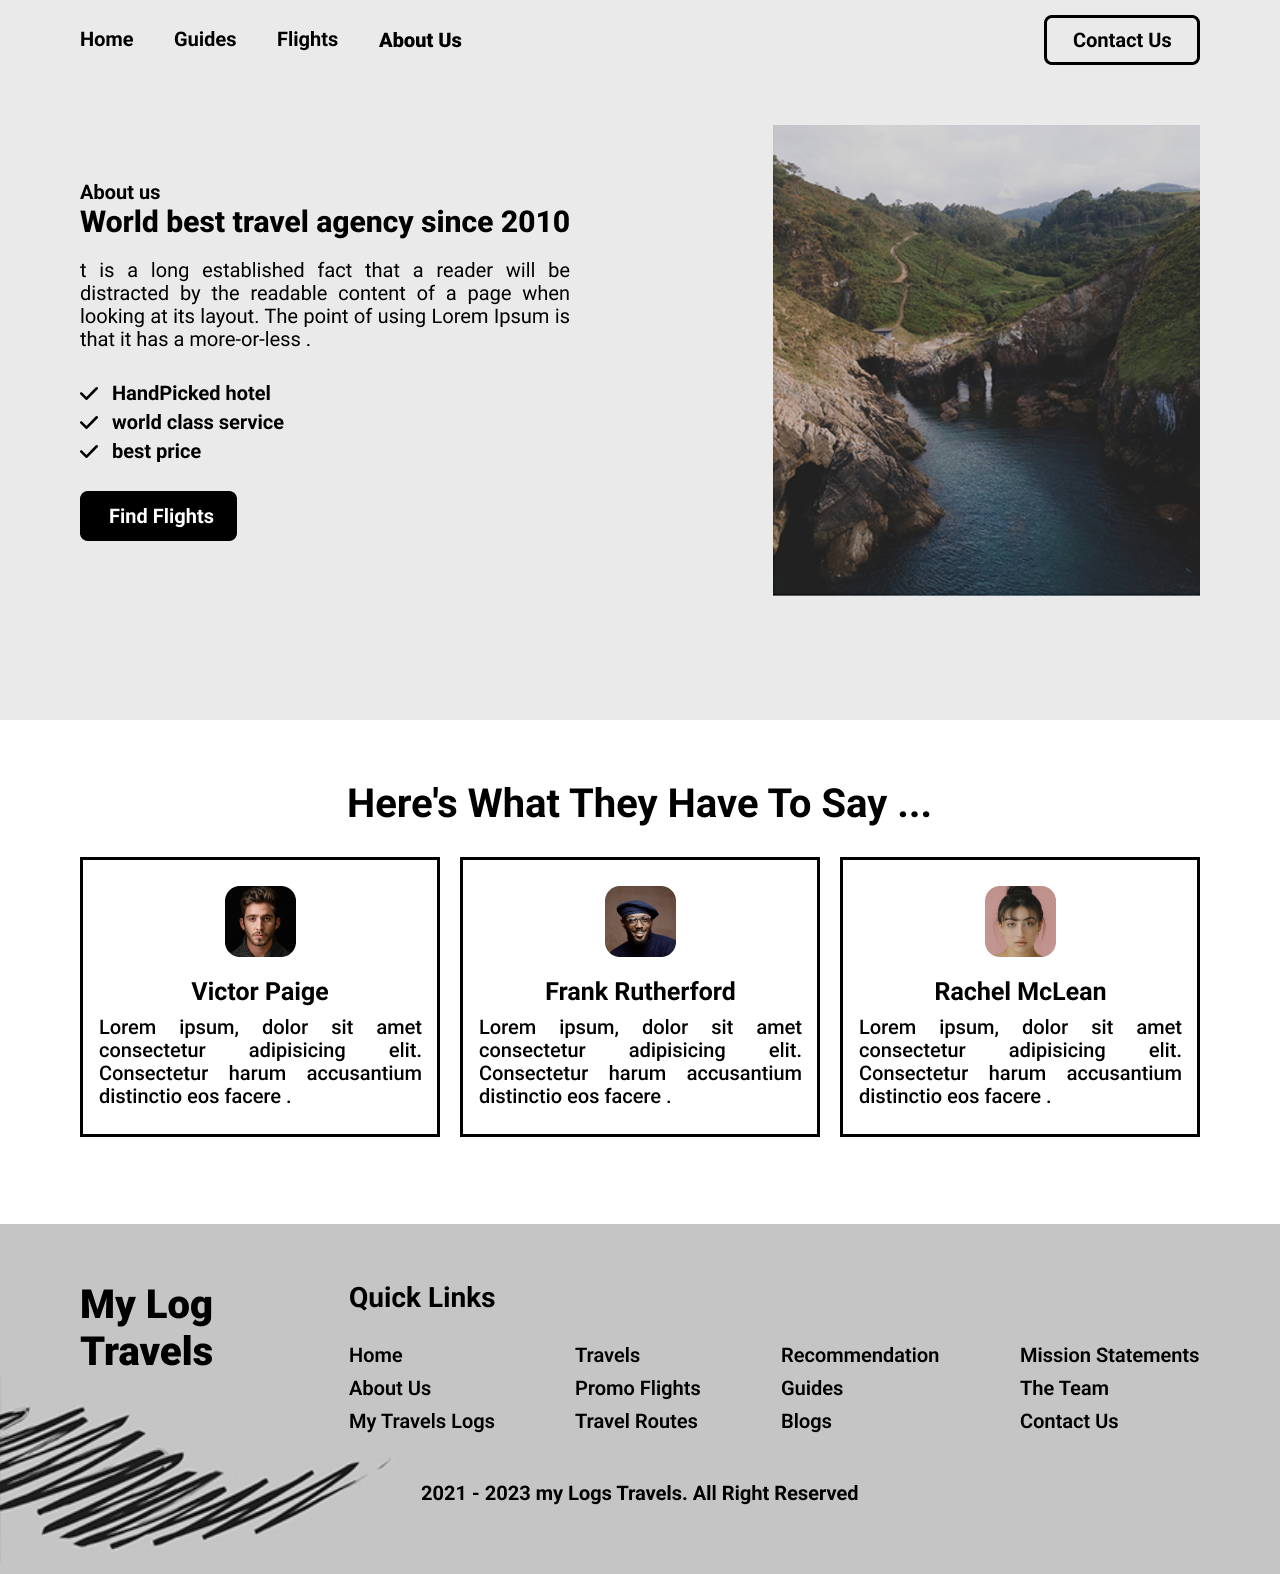 Home Guides Flights About Us Contact Us
About us
World best travel agency since 2010
t is a long established fact that a reader will be
distracted by the readable content of a page when
looking at its layout. The point of using Lorem Ipsum is
that it has a more-or-less .
HandPicked hotel
world class service
best price
Find Flights
Here's What They Have To Say ...
Victor Paige
Lorem ipsum, dolor sit amet
consectetur adipisicing elit.
Consectetur harum accusantium
distinctio eos facere .
Frank Rutherford
Lorem ipsum, dolor sit amet
consectetur adipisicing elit.
Consectetur harum accusantium
distinctio eos facere .
Rachel McLean
Lorem ipsum, dolor sit amet
consectetur adipisicing elit.
Consectetur harum accusantium
distinctio eos facere .
My Log
Travels
Quick Links
Home
About Us
My Travels Logs
Travels
Promo Flights
Travel Routes
Recommendation
Guides
Blogs
Mission Statements
The Team
Contact Us
2021 - 2023 my Logs Travels. All Right Reserved